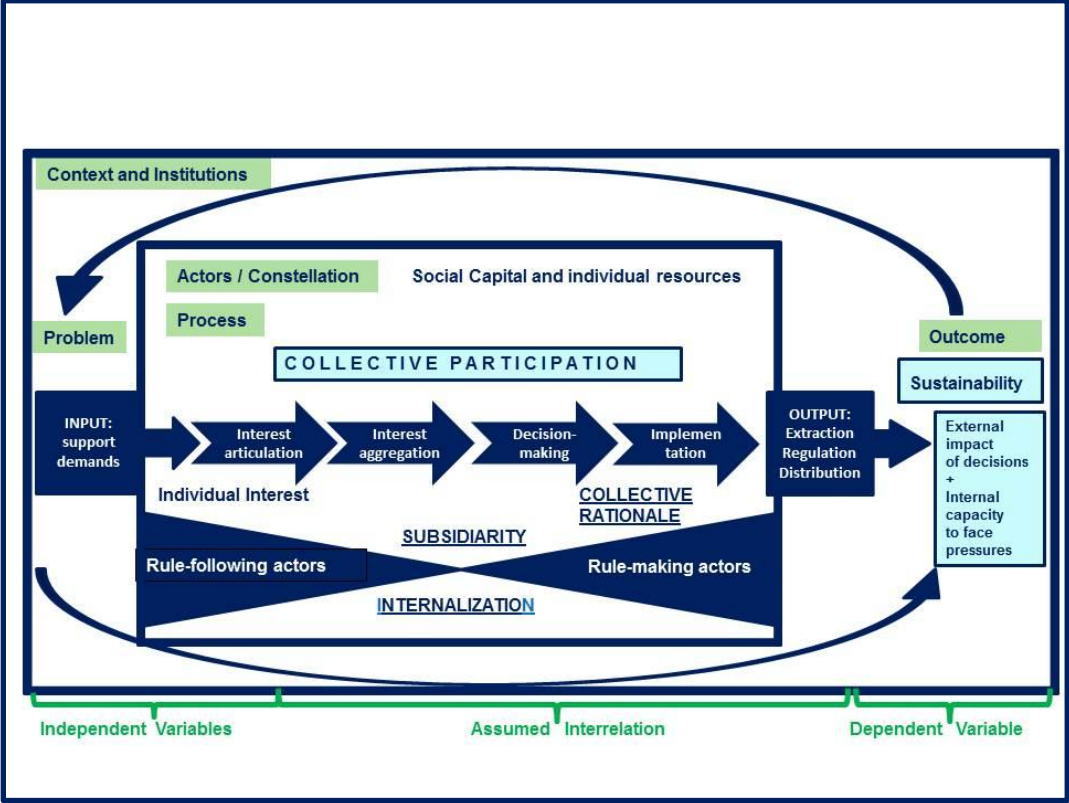 Context and Institutions
Actors / Constellation
Social Capital and individual resources
Process
Problem
Outcome
COLLECTIVE PARTICIPATION
Sustainability
INPUT:
support
demands
Interest
articulation
Interest
aggregation
Decision-
making
Implemen
tation
OUTPUT:
Extraction
Regulation
Distribution
External
impact
of decisions
+
Internal
capacity
to face
pressures
Individual Interest
COLLECTIVE
RATIONALE
SUBSIDIARITY
Rule-following actors
Rule-making actors
INTERNALIZATION
Independent Variables
Assumed Interrelation
Dependent Variable